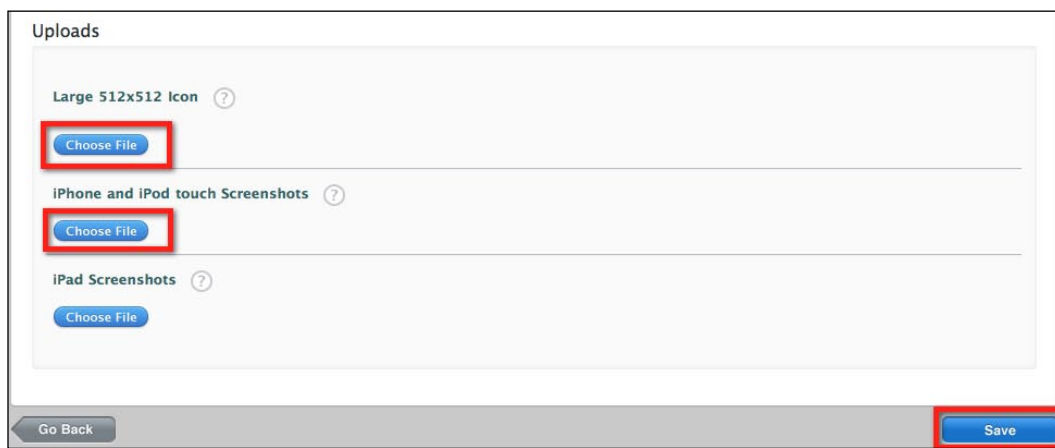 Uploads
Large 512x512 Icon ?
Choose File
iPhone and iPod touch Screenshots ?
Choose File
iPad Screenshots ?
Choose File
Go Back
Save